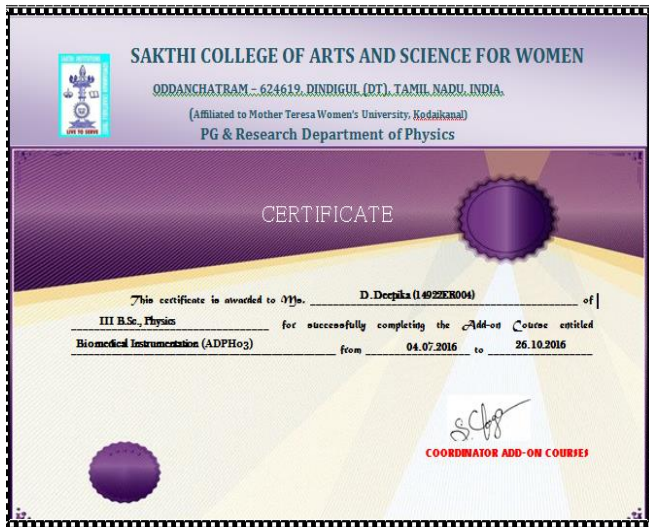 SAKTHI COLLEGE OF ARTS AND SCIENCE FOR WOMEN
ODDANCHATRAM – 624619, DINDIGUL (DT), TAMIL NADU, INDIA.
(Affiliated to Mother Teresa Women's University, Kodaikanal)
PG & Research Department of Physics
LIVE TO SERVE
CERTIFICATE
This certificate is awarded to Ms. D.Deepika (14922ER004) of
III B.Sc., Physics for successfully completing the Add-on Course entitled
Biomedical Instrumentation (ADPH03) from 04.07.2016 to 26.10.2016
COORDINATOR ADD-ON COURSES